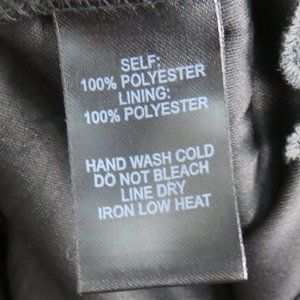 SELF:
100% POLYESTER
LINING:
100% POLYESTER
HAND WASH COLD
DO NOT BLEACH
LINE DRY
IRON LOW HEAT